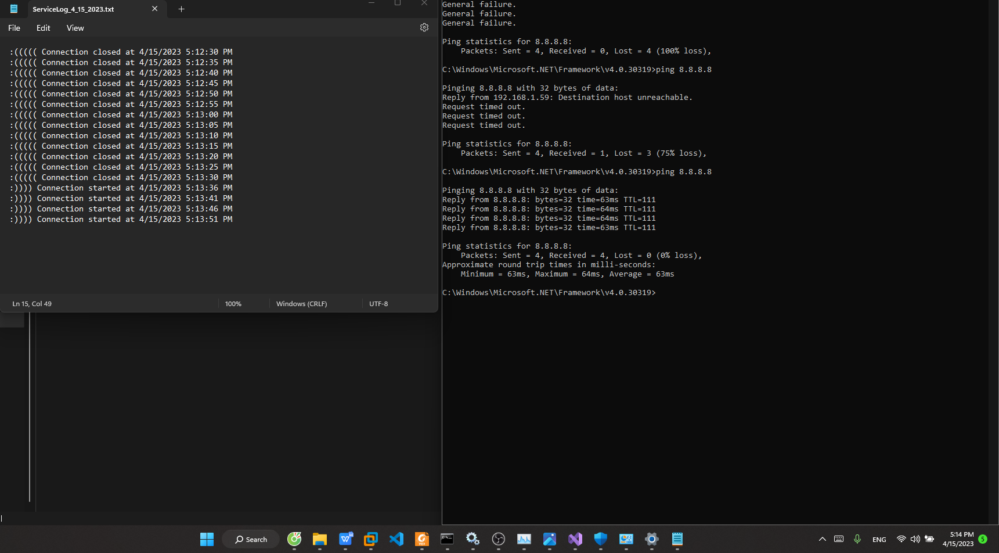 ServiceLog_4_15_2023.txt
File Edit View
:((((( Connection closed at 4/15/2023 5:12:30 PM
:((((( Connection closed at 4/15/2023 5:12:35 PM
:((((( Connection closed at 4/15/2023 5:12:40 PM
:((((( Connection closed at 4/15/2023 5:12:45 PM
:((((( Connection closed at 4/15/2023 5:12:50 PM
:((((( Connection closed at 4/15/2023 5:12:55 PM
:((((( Connection closed at 4/15/2023 5:13:00 PM
:((((( Connection closed at 4/15/2023 5:13:05 PM
:((((( Connection closed at 4/15/2023 5:13:10 PM
:((((( Connection closed at 4/15/2023 5:13:15 PM
:((((( Connection closed at 4/15/2023 5:13:20 PM
:((((( Connection closed at 4/15/2023 5:13:25 PM
:((((( Connection closed at 4/15/2023 5:13:30 PM
:)))) Connection started at 4/15/2023 5:13:36 PM
:)))) Connection started at 4/15/2023 5:13:41 PM
:)))) Connection started at 4/15/2023 5:13:46 PM
:)))) Connection started at 4/15/2023 5:13:51 PM
Ln 15, Col 49 100% Windows (CRLF) UTF-8
General failure.
General failure.
General failure.
Ping statistics for 8.8.8.8:
Packets: Sent = 4, Received = 0, Lost = 4 (100% loss),
C:\Windows\Microsoft.NET\Framework\v4.0.30319>ping 8.8.8.8
Pinging 8.8.8.8 with 32 bytes of data:
Reply from 192.168.1.59: Destination host unreachable.
Request timed out.
Request timed out.
Request timed out.
Ping statistics for 8.8.8.8:
Packets: Sent = 4, Received = 1, Lost = 3 (75% loss),
C:\Windows\Microsoft.NET\Framework\v4.0.30319>ping 8.8.8.8
Pinging 8.8.8.8 with 32 bytes of data:
Reply from 8.8.8.8: bytes=32 time=63ms TTL=111
Reply from 8.8.8.8: bytes=32 time=64ms TTL=111
Reply from 8.8.8.8: bytes=32 time=64ms TTL=111
Reply from 8.8.8.8: bytes=32 time=63ms TTL=111
Ping statistics for 8.8.8.8:
Packets: Sent = 4, Received = 4, Lost = 0 (0% loss),
Approximate round trip times in milli-seconds:
Minimum = 63ms, Maximum = 64ms, Average = 63ms
C:\Windows\Microsoft.NET\Framework\v4.0.30319>
Search
ENG
5:14 PM
4/15/2023
5